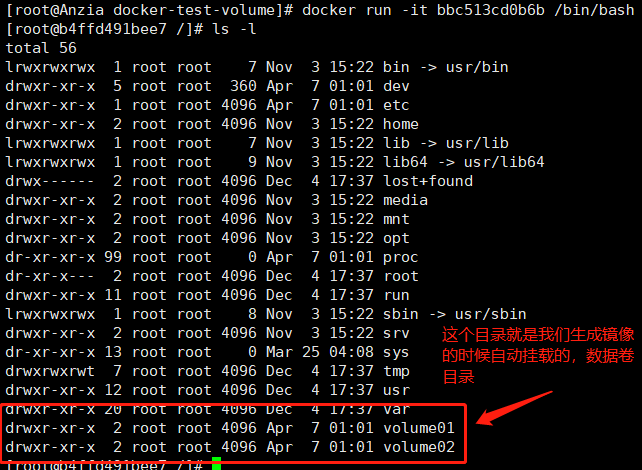 [root@Anzia docker-test-volume]# docker run -it bbc513cd0b6b /bin/bash
[root@b4ffd491bee7 /]# ls -l
total 56
lrwxrwxrwx  1 root root    7 Nov  3 15:22 bin -> usr/bin
drwxr-xr-x  5 root root  360 Apr  7 01:01 dev
drwxr-xr-x  1 root root 4096 Apr  7 01:01 etc
drwxr-xr-x  2 root root 4096 Nov  3 15:22 home
lrwxrwxrwx  1 root root    7 Nov  3 15:22 lib -> usr/lib
lrwxrwxrwx  1 root root    9 Nov  3 15:22 lib64 -> usr/lib64
drwx------  2 root root 4096 Dec  4 17:37 lost+found
drwxr-xr-x  2 root root 4096 Nov  3 15:22 media
drwxr-xr-x  2 root root 4096 Nov  3 15:22 mnt
drwxr-xr-x  2 root root 4096 Nov  3 15:22 opt
dr-xr-xr-x 99 root root    0 Apr  7 01:01 proc
dr-xr-x---  2 root root 4096 Dec  4 17:37 root
drwxr-xr-x 11 root root 4096 Dec  4 17:37 run
lrwxrwxrwx  1 root root    8 Nov  3 15:22 sbin -> usr/sbin
drwxr-xr-x  2 root root 4096 Nov  3 15:22 srv
dr-xr-xr-x 13 root root    0 Mar 25 04:08 sys
drwxrwxrwt  7 root root 4096 Dec  4 17:37 tmp
drwxr-xr-x 12 root root 4096 Dec  4 17:37 usr
drwxr-xr-x 20 root root 4096 Dec  4 17:37 var
drwxr-xr-x  2 root root 4096 Apr  7 01:01 volume01
drwxr-xr-x  2 root root 4096 Apr  7 01:01 volume02
[root@b4ffd491bee7 /]#
这个目录就是我们生成镜像
的时候自动挂载的，数据卷
目录